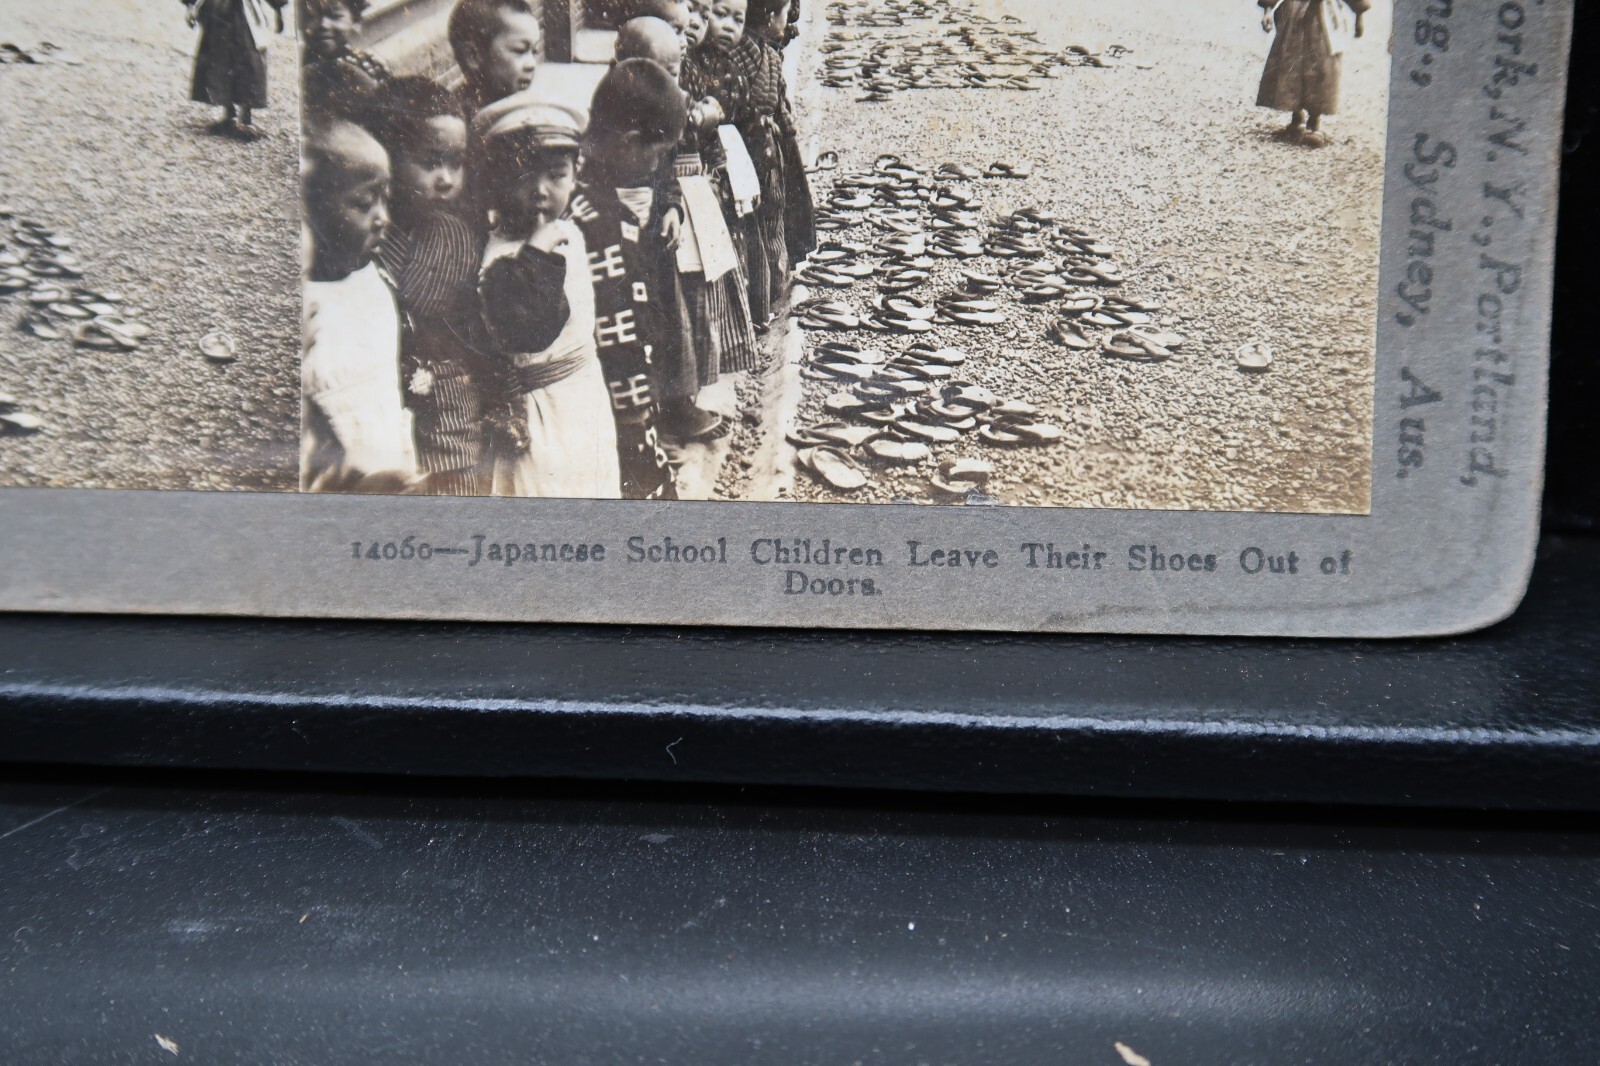 14060—Japanese School Children Leave Their Shoes Out of
Doors.
York, N. Y., Portland,
Sydney, Aus.